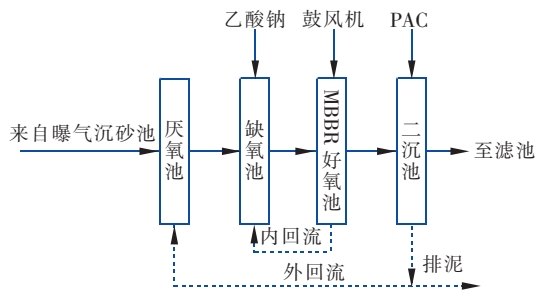 乙酸钠
鼓风机
PAC
来自曝气沉砂池
厌氧池
缺氧池
MBBR好氧池
二沉池
至滤池
内回流
外回流
排泥